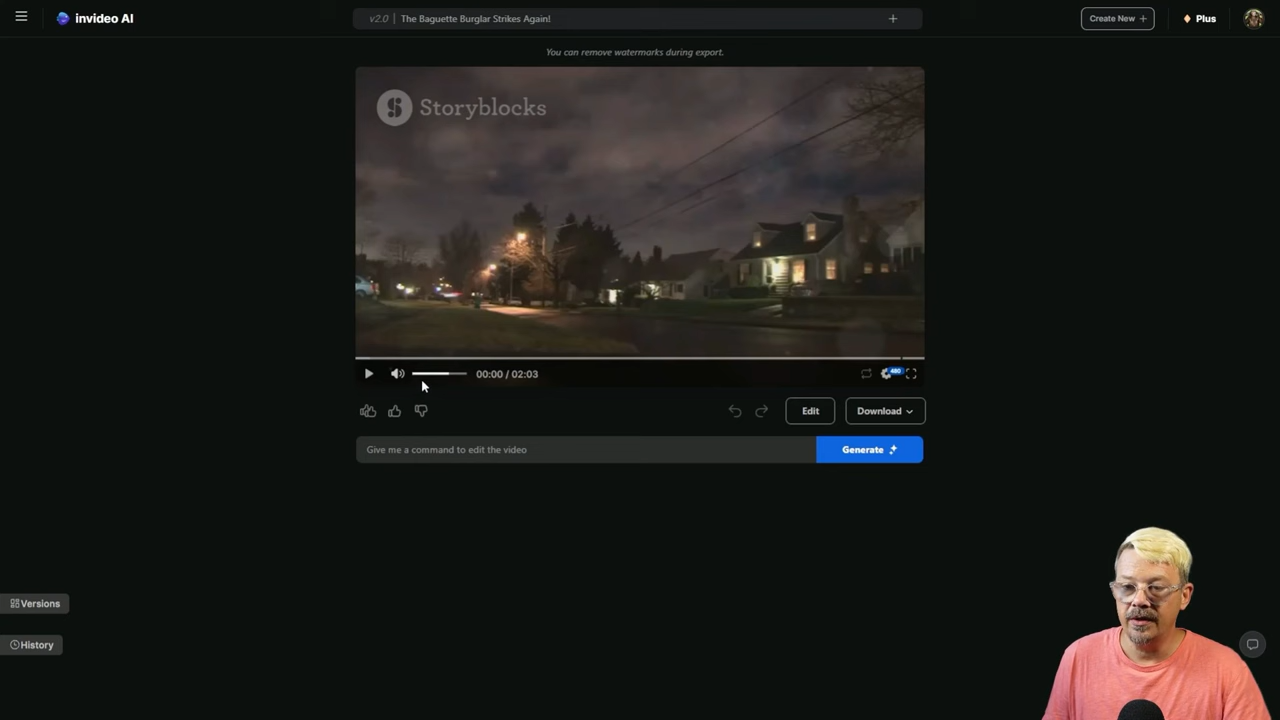 invideo AI
v2.0 | The Baguette Burglar Strikes Again!
Create New
Plus
You can remove watermarks during export.
Storyblocks
00:00 / 02:03
480
Edit
Download
Give me a command to edit the video
Generate
Versions
History